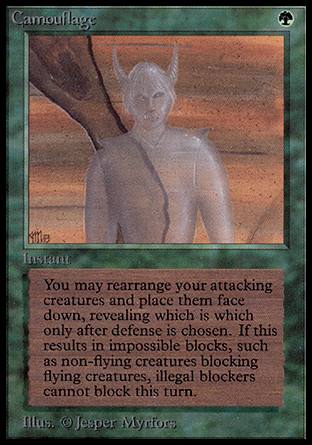 Camouflage
Instant
You may rearrange your attacking
creatures and place them face
down, revealing which is which
only after defense is chosen. If this
results in impossible blocks, such
as non-flying creatures blocking
flying creatures, illegal blockers
cannot block this turn.
Illus. © Jesper Myrfors